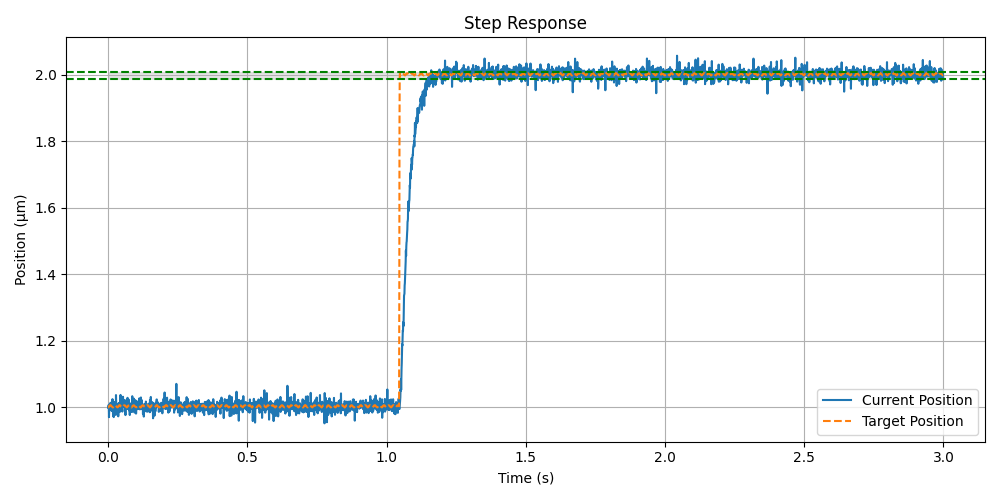 Step Response
Position (µm)
2.0
1.8
1.6
1.4
1.2
1.0
0.0 0.5 1.0 1.5 2.0 2.5 3.0
Time (s)
Current Position
Target Position